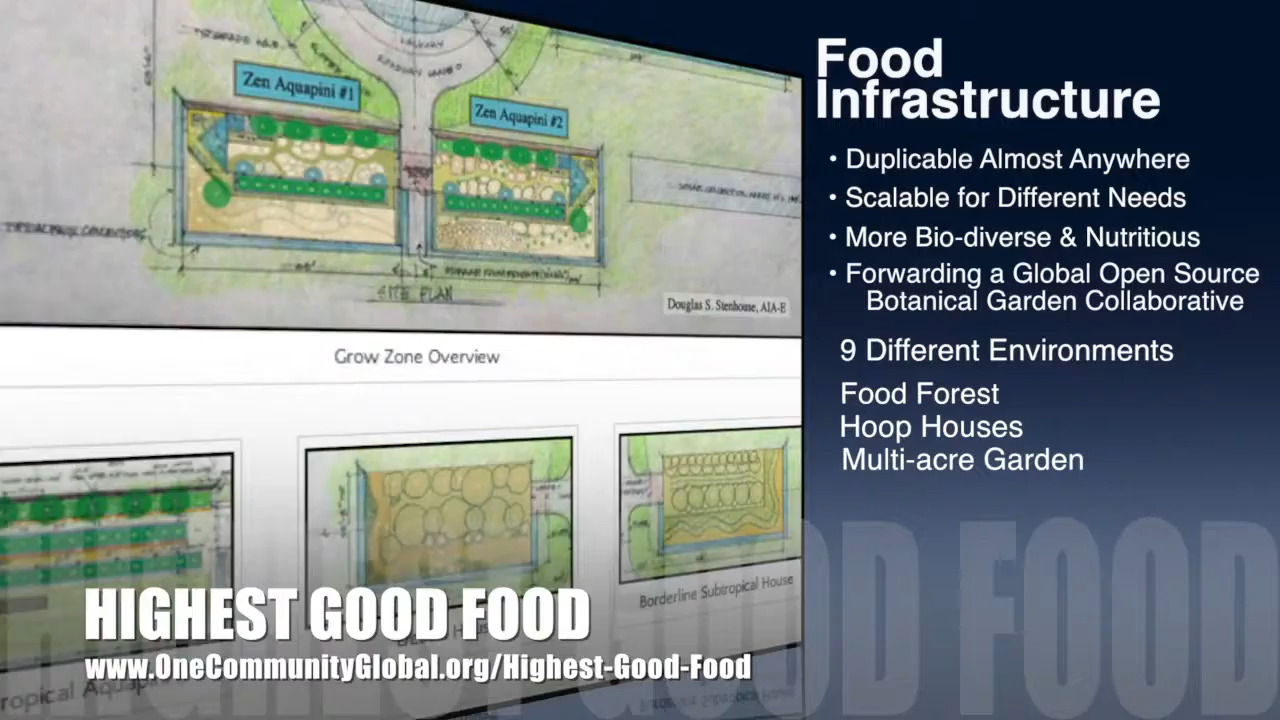 Zen Aquapini #1
Zen Aquapini #2
SITE PLAN
Douglas S. Stenhouse, AIA-E
Grow Zone Overview
Borderline Subtropical House
HIGHEST GOOD FOOD
www.OneCommunityGlobal.org/Highest-Good-Food
Food
Infrastructure
• Duplicable Almost Anywhere
• Scalable for Different Needs
• More Bio-diverse & Nutritious
• Forwarding a Global Open Source
Botanical Garden Collaborative
9 Different Environments
Food Forest
Hoop Houses
Multi-acre Garden
GOOD FOOD